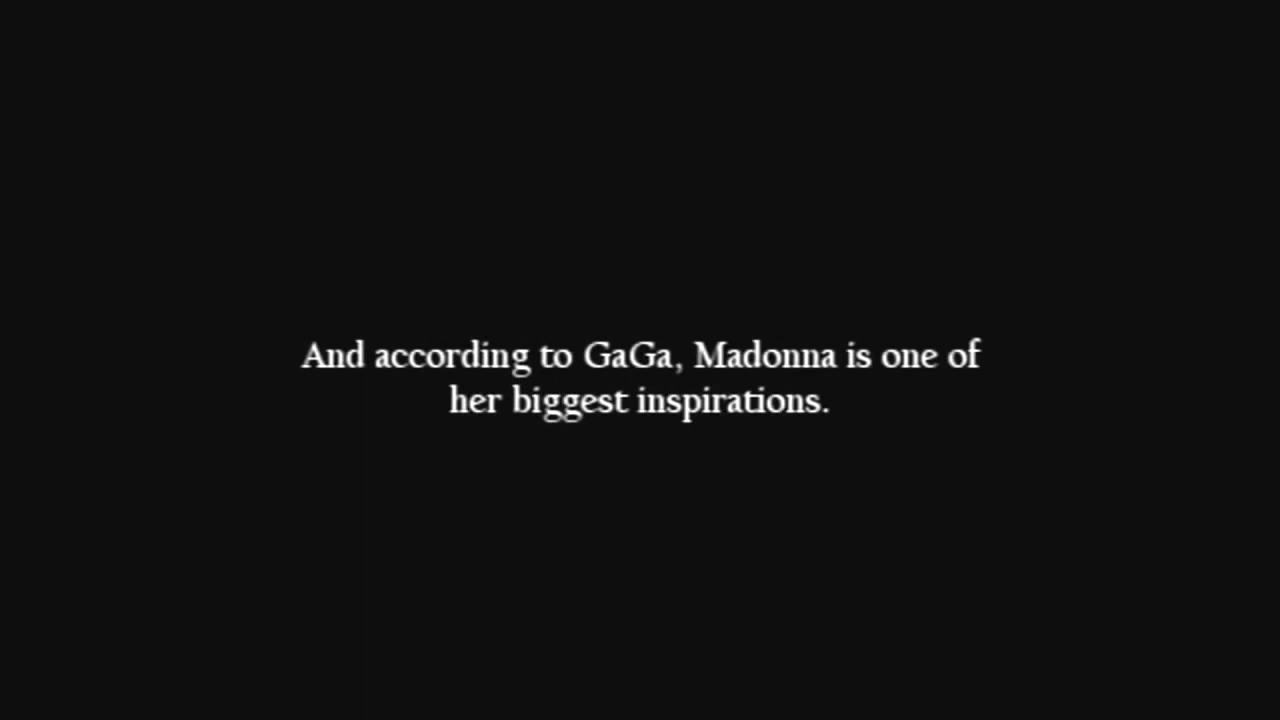 And according to GaGa, Madonna is one of
her biggest inspirations.